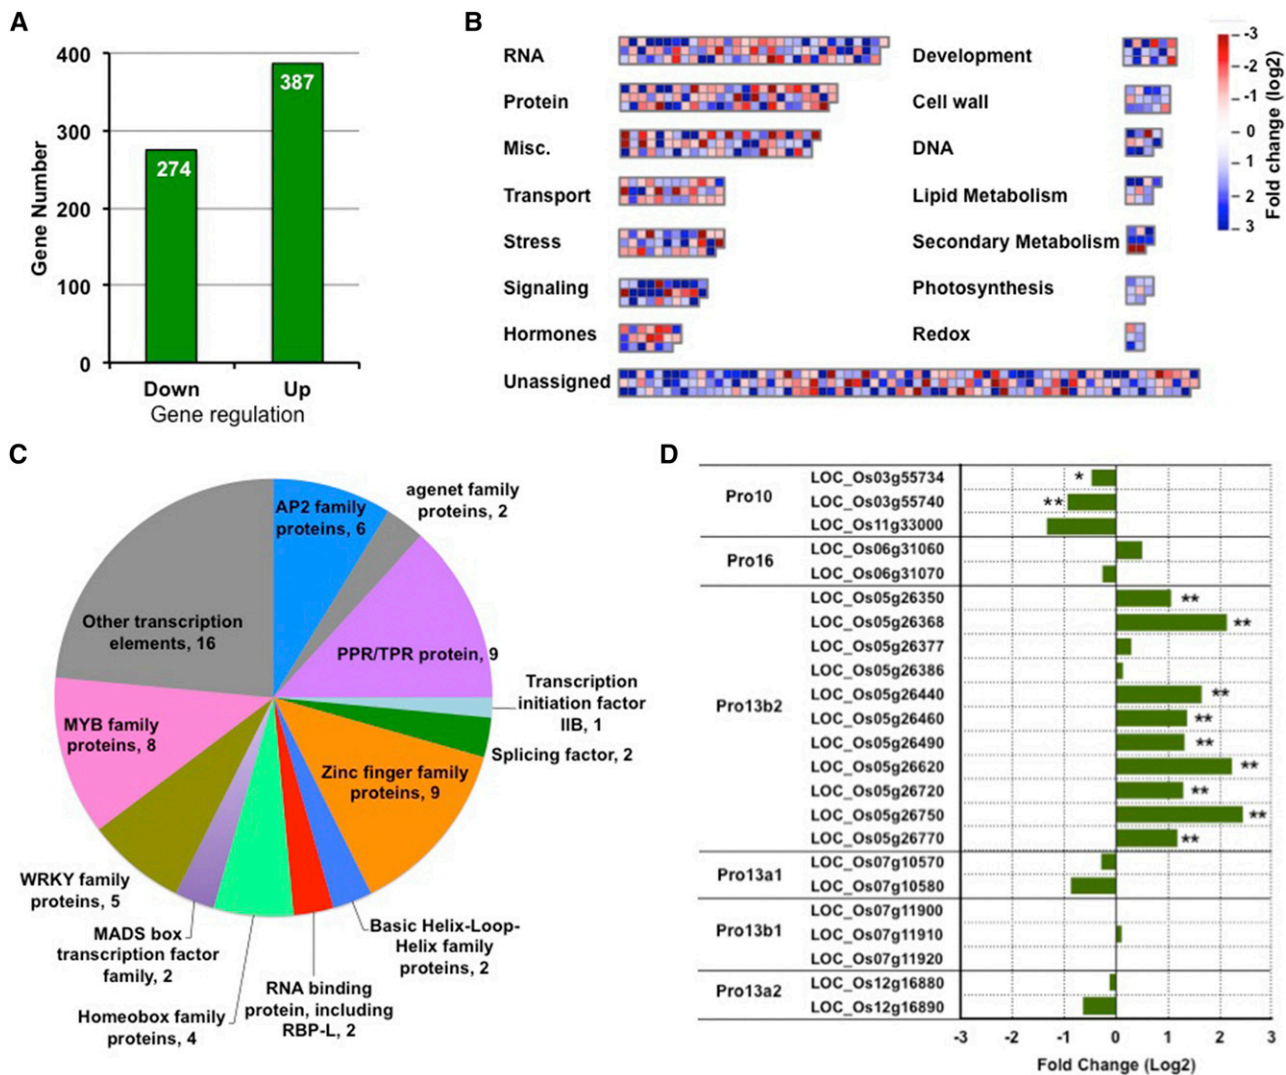 A
400
300
200
100
0
Gene Number
274
387
Down
Up
Gene regulation
B
RNA
Protein
Misc.
Transport
Stress
Signaling
Hormones
Unassigned
Development
Cell wall
DNA
Lipid Metabolism
Secondary Metabolism
Photosynthesis
Redox
-3
-2
-1
0
1
2
3
Fold change (log2)
C
AP2 family
proteins, 6
agenet family
proteins, 2
PPR/TPR protein, 9
Transcription
initiation factor
IIB, 1
Splicing factor, 2
Zinc finger family
proteins, 9
Basic Helix-Loop-
Helix family
proteins, 2
RNA binding
protein, including
RBP-L, 2
Homeobox family
proteins, 4
MADS box
transcription factor
family, 2
WRKY family
proteins, 5
MYB family
proteins, 8
Other transcription
elements, 16
D
Pro10
LOC_Os03g55734 *
LOC_Os03g55740 **
LOC_Os11g33000
Pro16
LOC_Os06g31060
LOC_Os06g31070
Pro13b2
LOC_Os05g26350 **
LOC_Os05g26368 **
LOC_Os05g26377
LOC_Os05g26386
LOC_Os05g26440 **
LOC_Os05g26460 **
LOC_Os05g26490 **
LOC_Os05g26620 **
LOC_Os05g26720 **
LOC_Os05g26750 **
LOC_Os05g26770 **
Pro13a1
LOC_Os07g10570
LOC_Os07g10580
Pro13b1
LOC_Os07g11900
LOC_Os07g11910
LOC_Os07g11920
Pro13a2
LOC_Os12g16880
LOC_Os12g16890
-3 -2 -1 0 1 2 3
Fold Change (Log2)